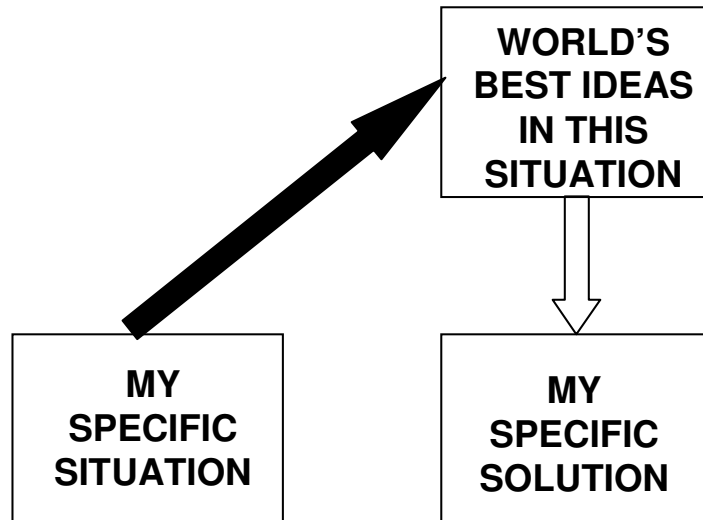 WORLD'S
BEST IDEAS
IN THIS
SITUATION
MY
SPECIFIC
SITUATION
MY
SPECIFIC
SOLUTION